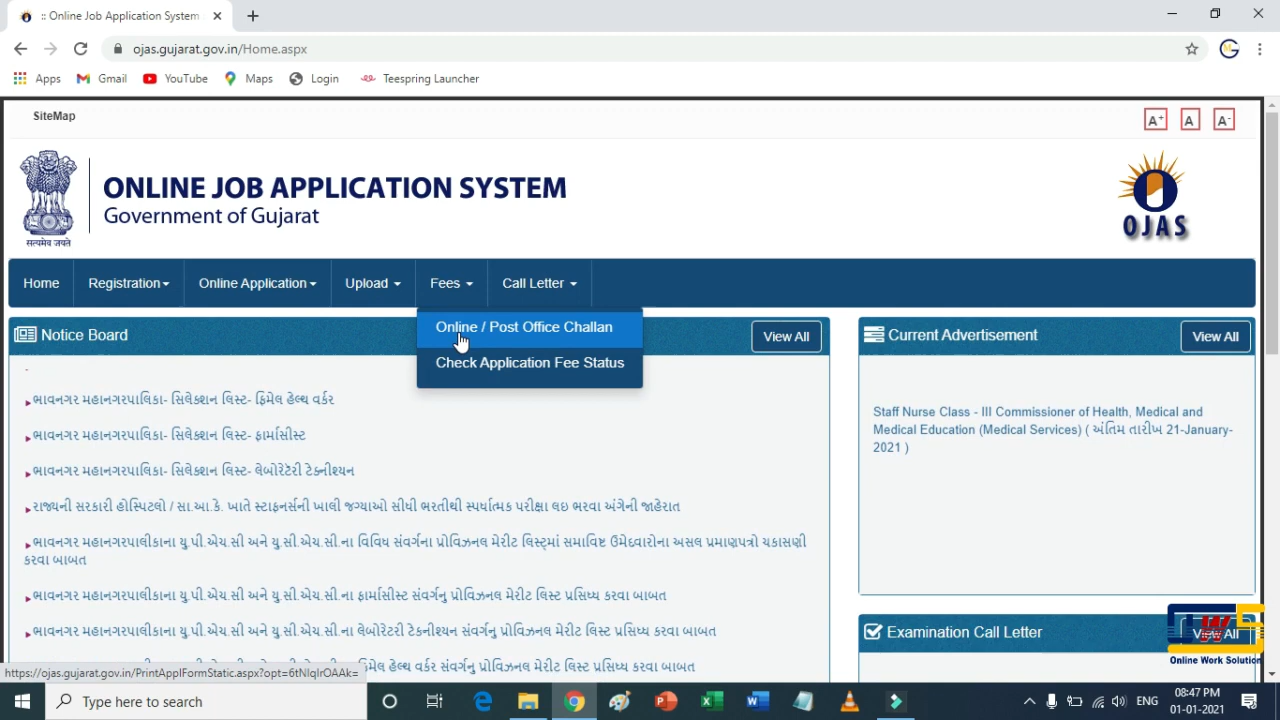 :: Online Job Application System
ojas.gujarat.gov.in/Home.aspx
Apps Gmail YouTube Maps Login Teespring Launcher
SiteMap
A+ A A-
सत्यमेव जयते
ONLINE JOB APPLICATION SYSTEM
Government of Gujarat
OJAS
Home Registration Online Application Upload Fees Call Letter
Online / Post Office Challan
Check Application Fee Status
Notice Board
View All
ભાવનગર મહાનગરપાલિકા- સિલેક્શન લિસ્ટ- ફિમેલ હેલ્થ વર્કર
ભાવનગર મહાનગરપાલિકા- સિલેક્શન લિસ્ટ- ફાર્માસીસ્ટ
ભાવનગર મહાનગરપાલિકા- સિલેક્શન લિસ્ટ- લેબોરેટૅરી ટેક્નીશ્યન
રાજ્યની સરકારી હોસ્પિટલો / સા.આ.કે. ખાતે સ્ટાફનર્સની ખાલી જગ્યાઓ સીધી ભરતીથી સ્પર્ધાત્મક પરીક્ષા લઇ ભરવા અંગેની જાહેરાત
ભાવનગર મહાનગરપાલીકાના યુ.પી.એચ.સી અને યુ.સી.એચ.સી.ના વિવિધ સંવર્ગના પ્રોવિઝનલ મેરીટ લિસ્ટ્માં સમાવિષ્ટ ઉમેદવારોના અસલ પ્રમાણપત્રો ચકાસણી
કરવા બાબત
ભાવનગર મહાનગરપાલીકાના યુ.પી.એચ.સી અને યુ.સી.એચ.સી.ના ફાર્માસીસ્ટ સંવર્ગનુ પ્રોવિઝનલ મેરીટ લિસ્ટ પ્રસિધ્ધ કરવા બાબત
ભાવનગર મહાનગરપાલીકાના યુ.પી.એચ.સી અને યુ.સી.એચ.સી.ના લેબોરેટરી ટેકનીશ્યન સંવર્ગનુ પ્રોવિઝનલ મેરીટ લિસ્ટ પ્રસિધ્ધ કરવા બાબત
ફિમેલ હેલ્થ વર્કર સંવર્ગનુ પ્રોવિઝનલ મેરીટ લિસ્ટ પ્રસિધ્ધ કરવા બાબત
Current Advertisement
View All
Staff Nurse Class - III Commissioner of Health, Medical and
Medical Education (Medical Services) ( અંતિમ તારીખ 21-January-
2021 )
Examination Call Letter
View All
OWS
Online Work Solution
https://ojas.gujarat.gov.in/PrintApplFormStatic.aspx?opt=6tNlqlrOAAk=
Type here to search
ENG
08:47 PM
01-01-2021